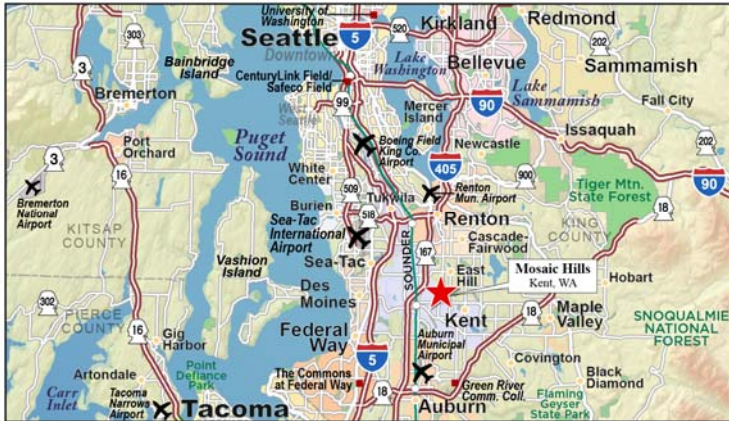 University of
Washington
Seattle
Downtown
5
520
Kirkland
Redmond
202
Sammamish
3
303
Bainbridge
Island
Bremerton
CenturyLink Field/
Safeco Field
Lake
Washington
Bellevue
Lake
Sammamish
Fall City
99
West
Seattle
Mercer
Island
90
Issaquah
202
Puget
Sound
Boeing Field
King Co.
Airport
Newcastle
405
900
90
3
Port
Orchard
16
White
Center
Tukwila
Renton
Mun. Airport
Tiger Mtn.
State Forest
18
Bremerton
National
Airport
KITSAP
COUNTY
Burien
509
518
Renton
KING
COUNTY
Sea-Tac
International
Airport
Vashion
Island
167
Cascade-
Fairwood
Sea-Tac
SOUNDER
East
Hill
Mosaic Hills
Kent, WA
Hobart
302
PIERCE
COUNTY
Des
Moines
Kent
18
Maple
Valley
SNOQUALMIE
NATIONAL
FOREST
16
Gig
Harbor
Federal
Way
Auburn
Municipal
Airport
18
Point
Defiance
Park
5
Covington
Artondale
The Commons
at Federal Way
Black
Diamond
Carr
Inlet
Tacoma
Narrows
Airport
Tacoma
18
Auburn
Green River
Comm. Coll.
Flaming
Geyser
State Park